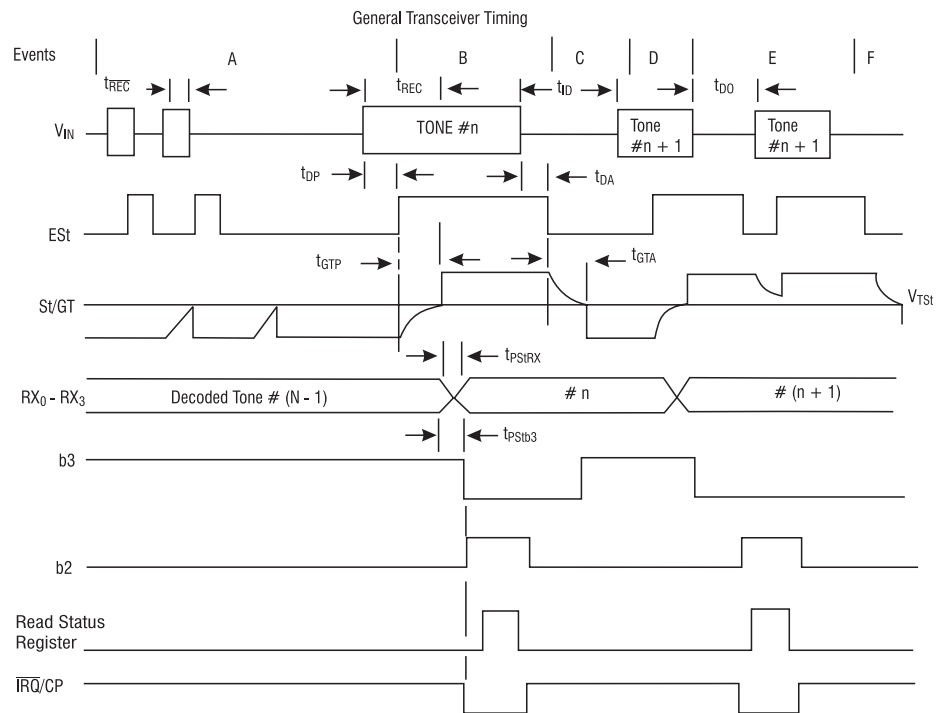 General Transceiver Timing
Events A B C D E F
tREC tREC tID tDO
VIN TONE #n Tone #n + 1 Tone #n + 1
tDP tDA
ESt
tGTP tGTA
St/GT VTSt
tPStRX
RX0 - RX3 Decoded Tone # (N - 1) # n # (n + 1)
tPStb3
b3
b2
Read Status
Register
IRQ/CP